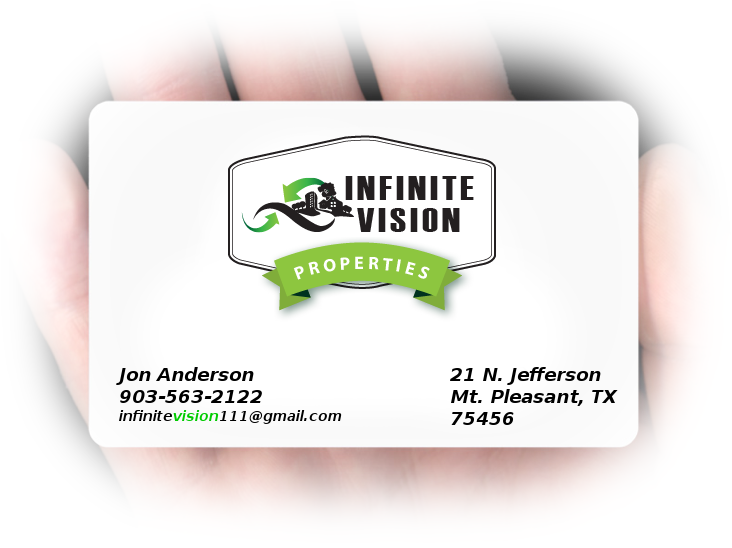 INFINITE
VISION
PROPERTIES
Jon Anderson
903-563-2122
infinitevision111@gmail.com
21 N. Jefferson
Mt. Pleasant, TX
75456